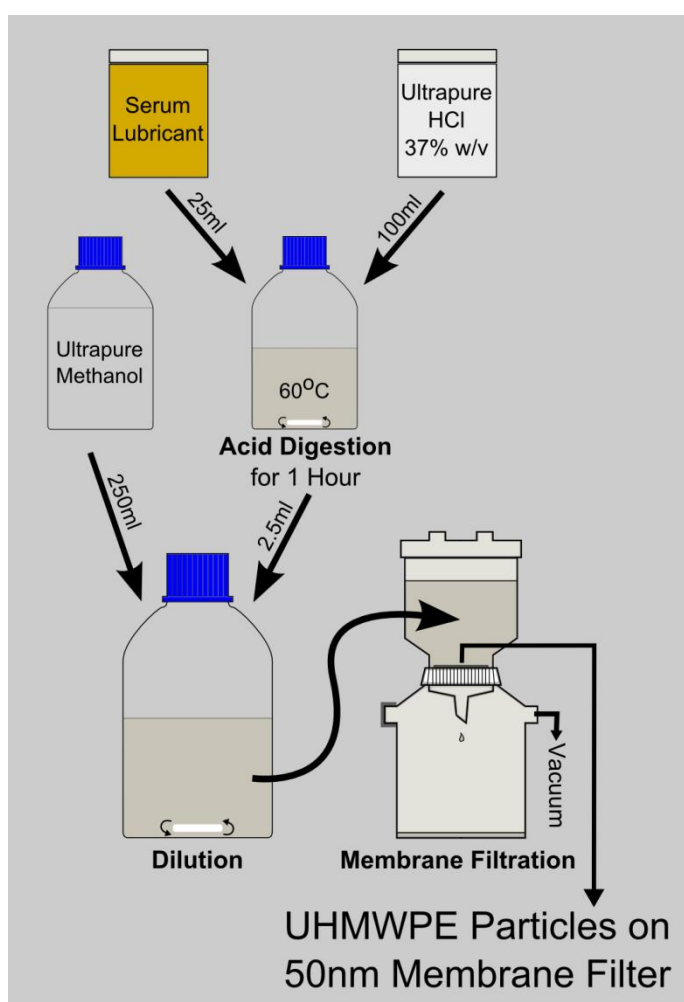 Serum
Lubricant
Ultrapure
HCl
37% w/v
25ml
100ml
Ultrapure
Methanol
60°C
Acid Digestion
for 1 Hour
250ml
2.5ml
Vacuum
Dilution
Membrane Filtration
UHMWPE Particles on
50nm Membrane Filter